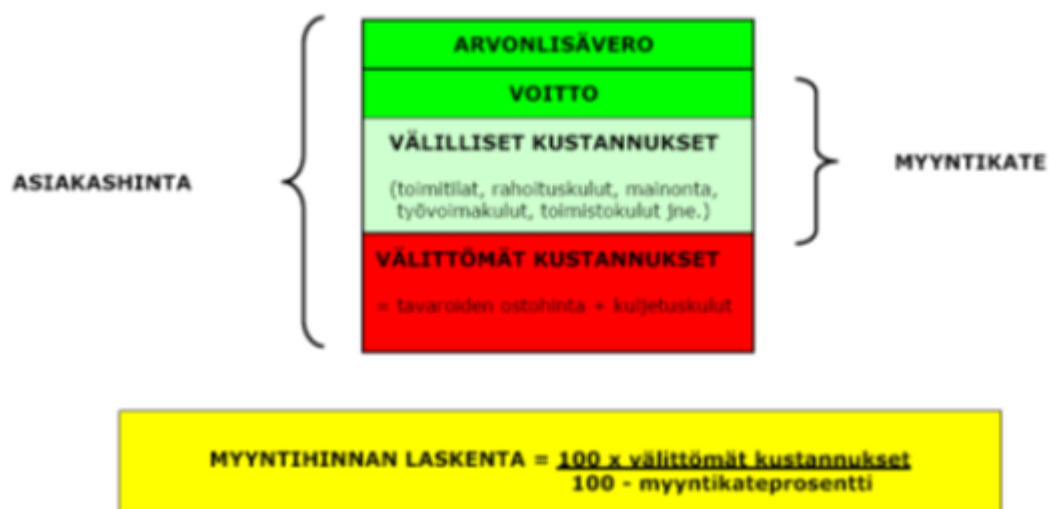 ARVONLISÄVERO
VOITTO
VÄLILLISET KUSTANNUKSET
(toimitilat, rahoituskulut, mainonta,
työvoimakulut, toimistokulut jne.)
ASIAKASHINTA
MYYNTIKATE
VÄLITTÖMÄT KUSTANNUKSET
= tavaroiden ostohinta + kuljetuskulut
MYYNTIHINNAN LASKENTA = 100 x välittömät kustannukset
100 - myyntikateprosentti